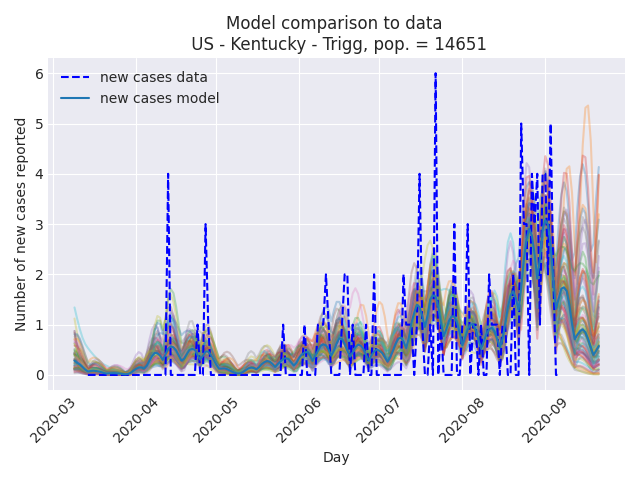 Model comparison to data
US - Kentucky - Trigg, pop. = 14651
new cases data
new cases model
Number of new cases reported
6
5
4
3
2
1
0
2020-03
2020-04
2020-05
2020-06
2020-07
2020-08
2020-09
Day